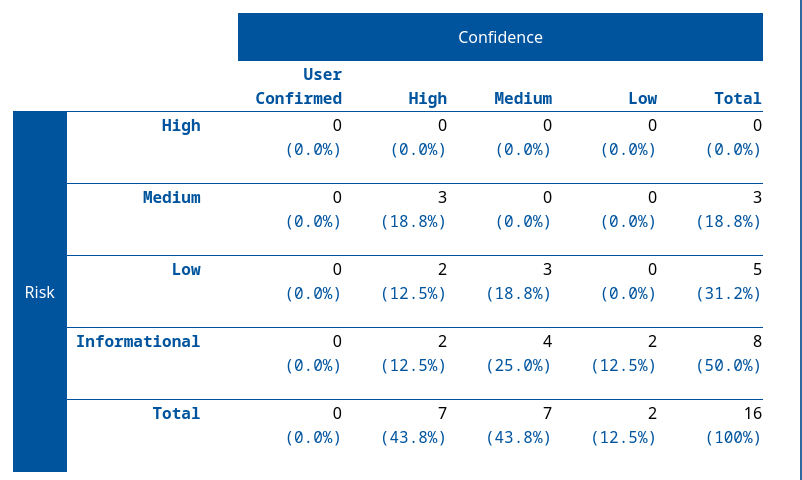 Confidence
User
Confirmed High Medium Low Total
High 0 0 0 0 0
(0.0%) (0.0%) (0.0%) (0.0%) (0.0%)
Medium 0 3 0 0 3
(0.0%) (18.8%) (0.0%) (0.0%) (18.8%)
Low 0 2 3 0 5
Risk (0.0%) (12.5%) (18.8%) (0.0%) (31.2%)
Informational 0 2 4 2 8
(0.0%) (12.5%) (25.0%) (12.5%) (50.0%)
Total 0 7 7 2 16
(0.0%) (43.8%) (43.8%) (12.5%) (100%)